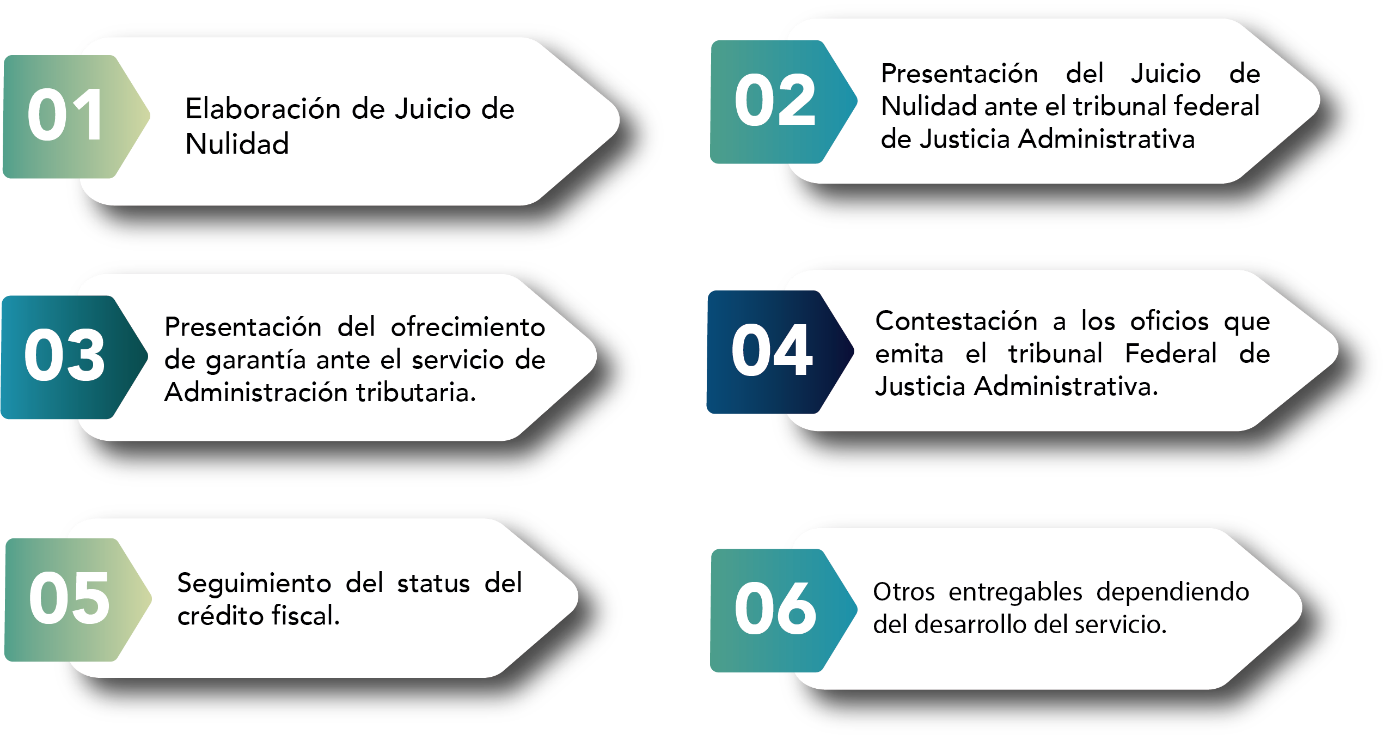 01
Elaboración de Juicio de
Nulidad
02
Presentación del Juicio de
Nulidad ante el tribunal federal
de Justicia Administrativa
03
Presentación del ofrecimiento
de garantía ante el servicio de
Administración tributaria.
04
Contestación a los oficios que
emita el tribunal Federal de
Justicia Administrativa.
05
Seguimiento del status del
crédito fiscal.
06
Otros entregables dependiendo
del desarrollo del servicio.